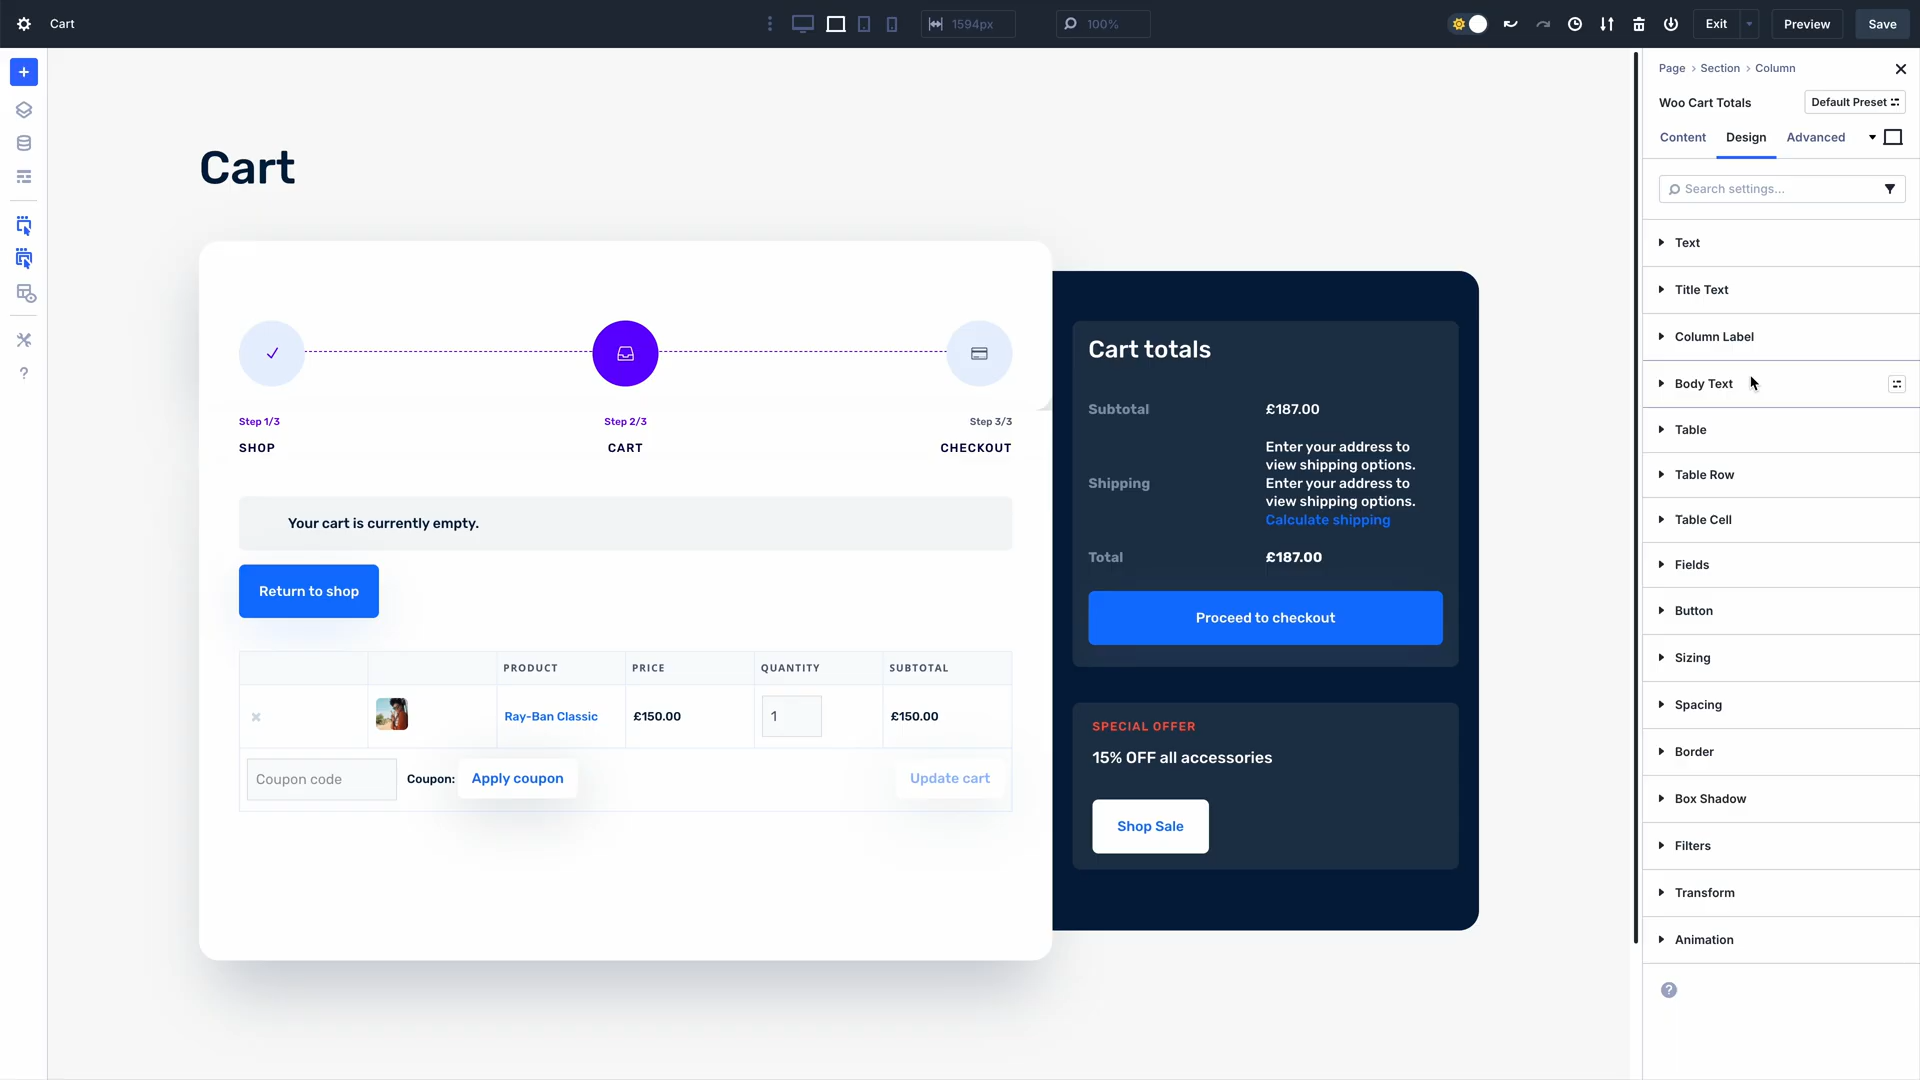 Cart
1594px
100%
Exit
Preview
Save
Page > Section > Column
Woo Cart Totals
Default Preset
Content
Design
Advanced
Search settings...
Text
Title Text
Column Label
Body Text
Table
Table Row
Table Cell
Fields
Button
Sizing
Spacing
Border
Box Shadow
Filters
Transform
Animation
?
?
Cart
Step 1/3
SHOP
Step 2/3
CART
Step 3/3
CHECKOUT
Your cart is currently empty.
Return to shop
PRODUCT
PRICE
QUANTITY
SUBTOTAL
Ray-Ban Classic
£150.00
1
£150.00
Coupon code
Coupon:
Apply coupon
Update cart
Cart totals
Subtotal
£187.00
Shipping
Enter your address to
view shipping options.
Enter your address to
view shipping options.
Calculate shipping
Total
£187.00
Proceed to checkout
SPECIAL OFFER
15% OFF all accessories
Shop Sale